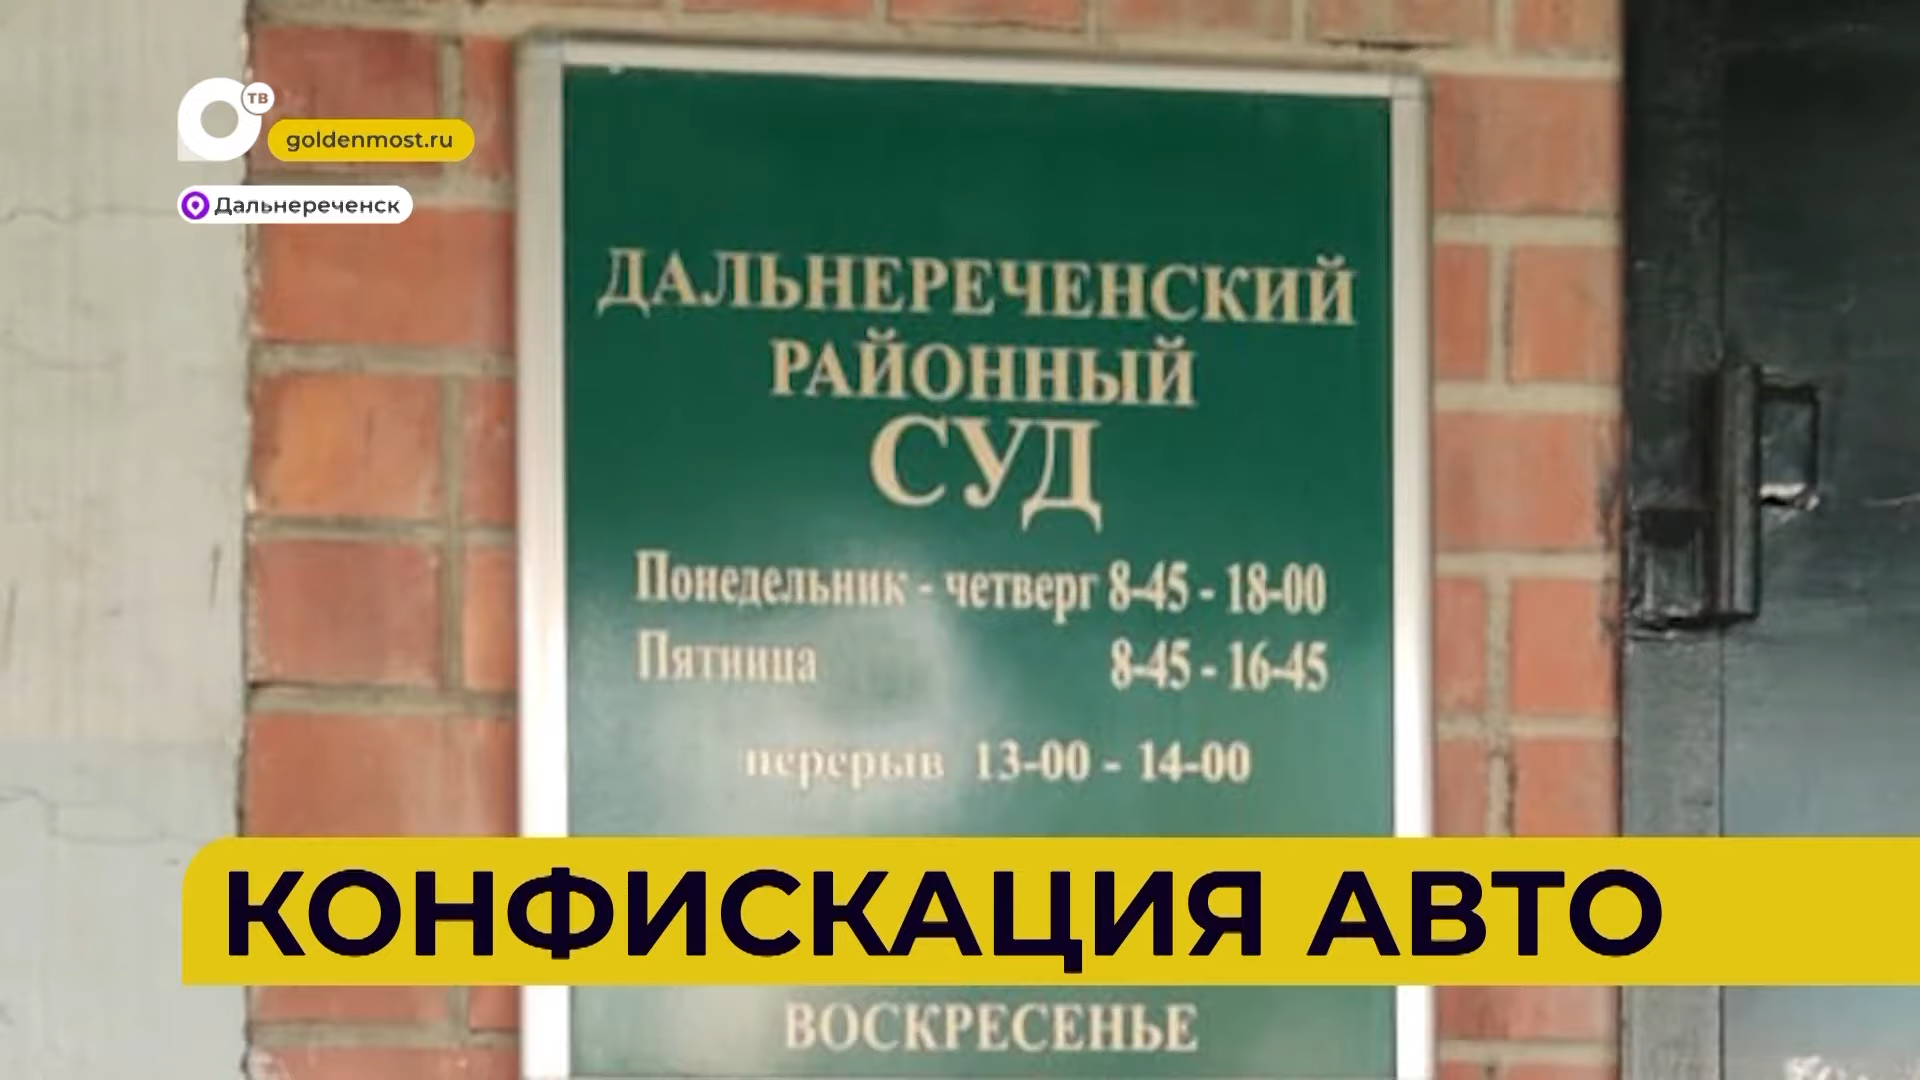 ТВ
goldenmost.ru
Дальнереченск
ДАЛЬНЕРЕЧЕНСКИЙ
РАЙОННЫЙ
СУД
Понедельник - четверг 8-45 - 18-00
Пятница 8-45 - 16-45
перерыв 13-00 - 14-00
КОНФИСКАЦИЯ АВТО
ВОСКРЕСЕНЬЕ